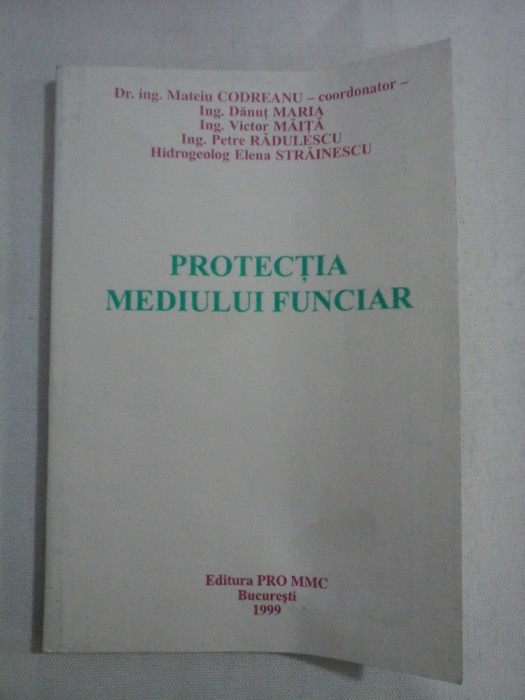 Dr. ing. Mateiu CODREANU – coordonator –
Ing. Dănuț MARIA
Ing. Victor MĂIȚĂ
Ing. Petre RĂDULESCU
Hidrogeolog Elena STRĂINESCU
PROTECȚIA
MEDIULUI FUNCIAR
Editura PRO MMC
București
1999